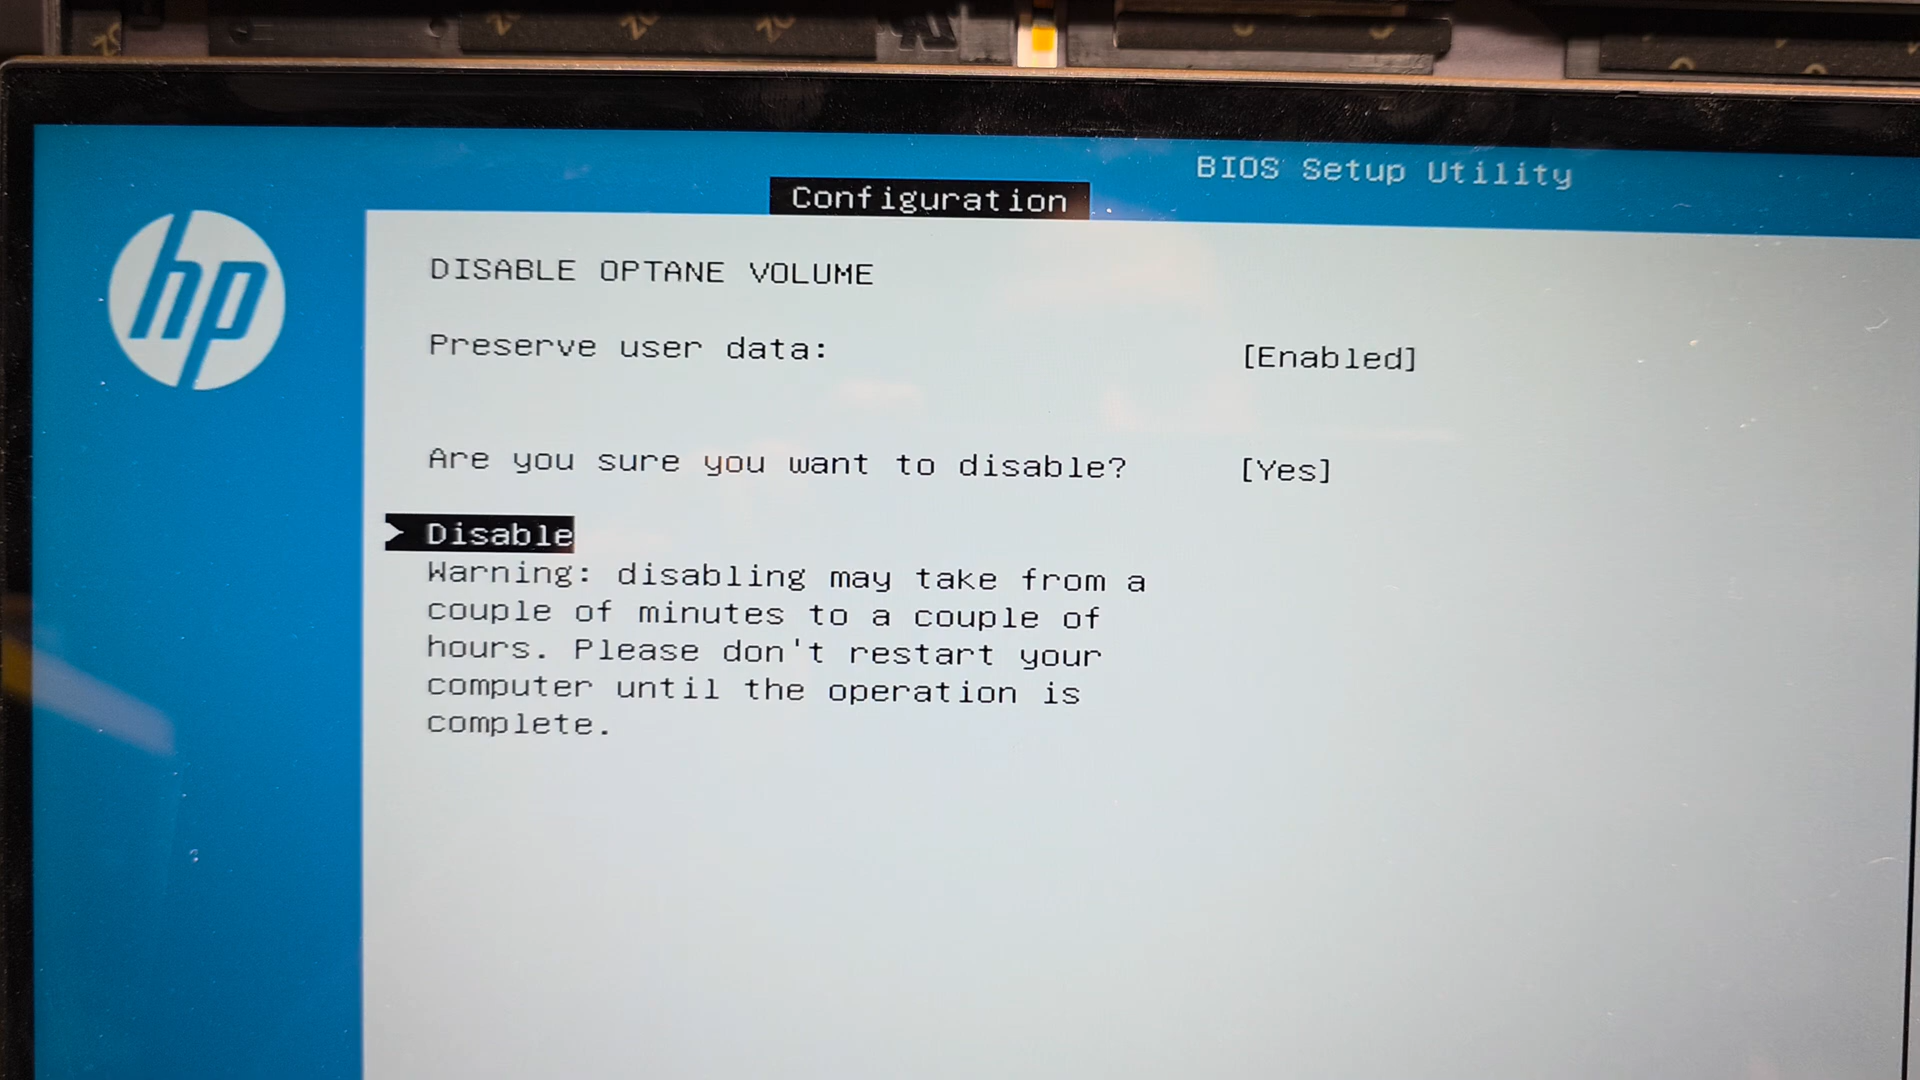 BIOS Setup Utility
Configuration
hp
DISABLE OPTANE VOLUME
Preserve user data: [Enabled]
Are you sure you want to disable? [Yes]
Disable
Warning: disabling may take from a
couple of minutes to a couple of
hours. Please don't restart your
computer until the operation is
complete.